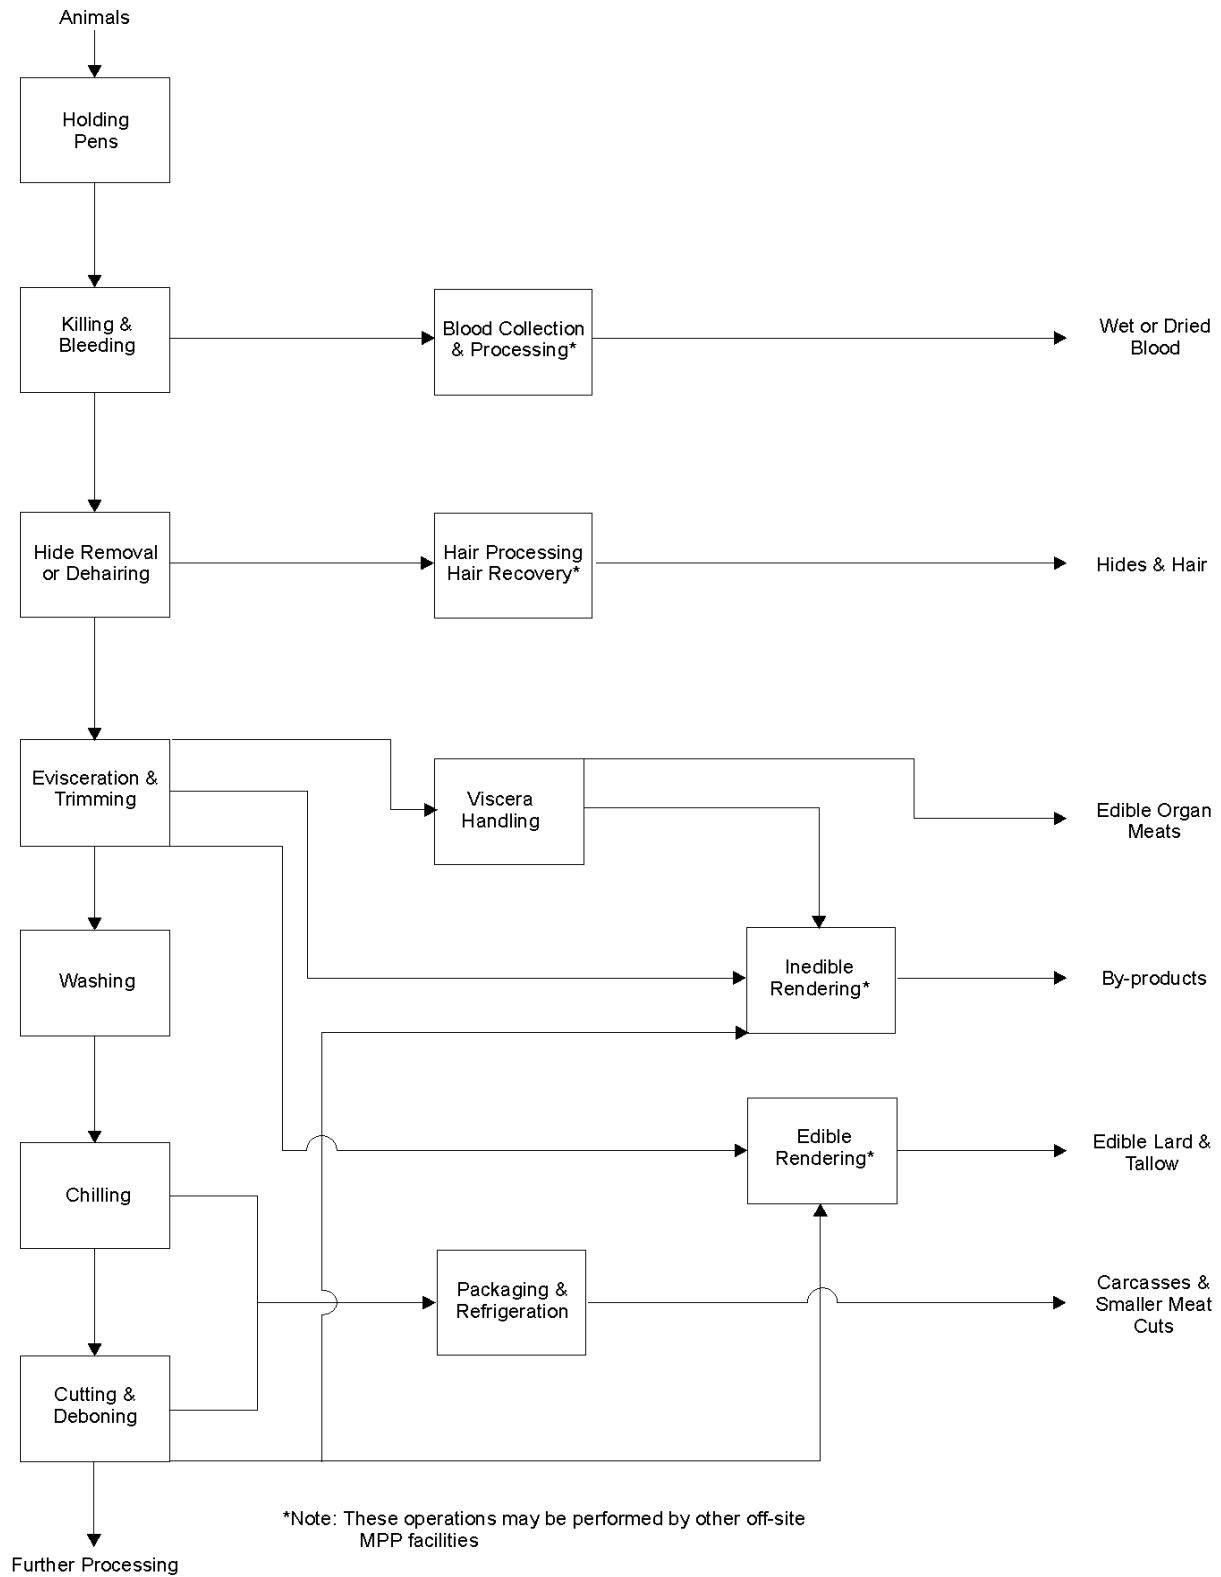 Animals
Holding
Pens
Killing &
Bleeding
Blood Collection
& Processing*
Wet or Dried
Blood
Hide Removal
or Dehairing
Hair Processing
Hair Recovery*
Hides & Hair
Evisceration &
Trimming
Viscera
Handling
Edible Organ
Meats
Washing
Inedible
Rendering*
By-products
Chilling
Edible
Rendering*
Edible Lard &
Tallow
Packaging &
Refrigeration
Carcasses &
Smaller Meat
Cuts
Cutting &
Deboning
*Note: These operations may be performed by other off-site
MPP facilities
Further Processing